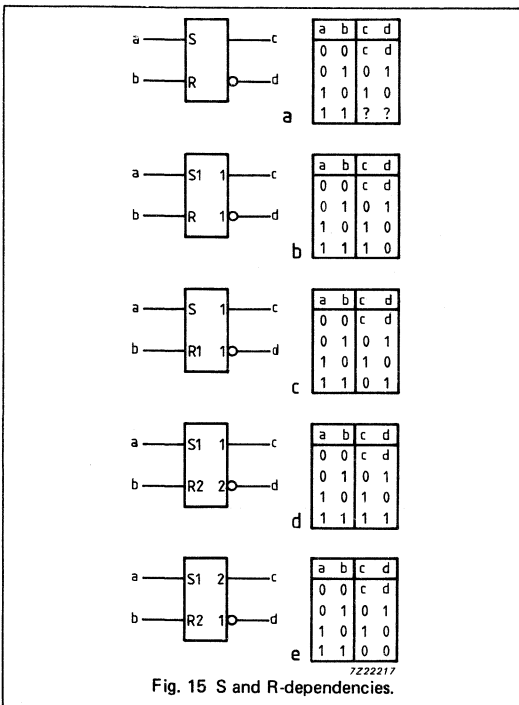 a S c
b R d
a
a b c d
0 0 c d
0 1 0 1
1 0 1 0
1 1 ? ?
a S1 1 c
b R 1 d
b
a b c d
0 0 c d
0 1 0 1
1 0 1 0
1 1 1 0
a S 1 c
b R1 1 d
c
a b c d
0 0 c d
0 1 0 1
1 0 1 0
1 1 0 1
a S1 1 c
b R2 2 d
d
a b c d
0 0 c d
0 1 0 1
1 0 1 0
1 1 1 1
a S1 2 c
b R2 1 d
e
a b c d
0 0 c d
0 1 0 1
1 0 1 0
1 1 0 0
7Z22217
Fig. 15 S and R-dependencies.